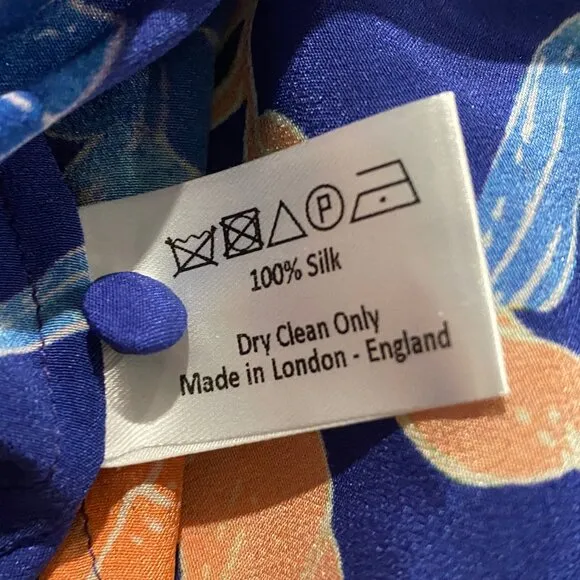 P
100% Silk
Dry Clean Only
Made in London - England